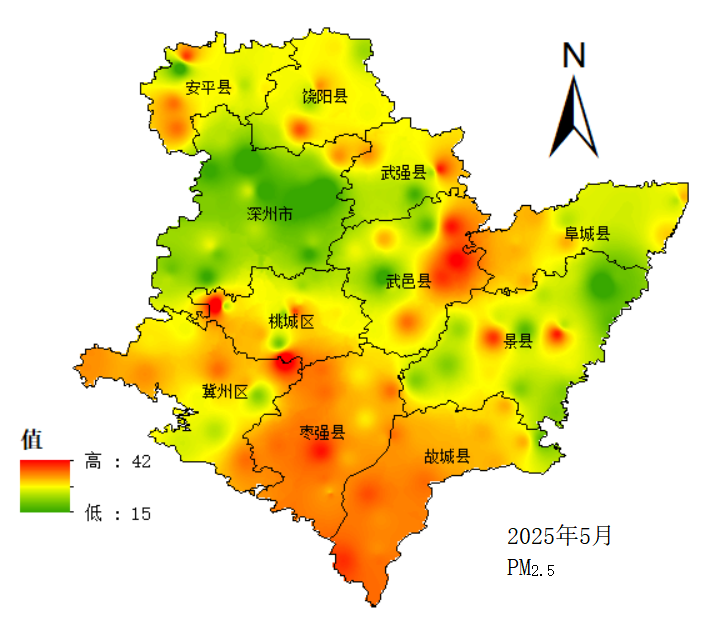 N
安平县
饶阳县
武强县
深州市
阜城县
武邑县
桃城区
景县
冀州区
枣强县
故城县
值
高 : 42
低 : 15
2025年5月
PM2.5